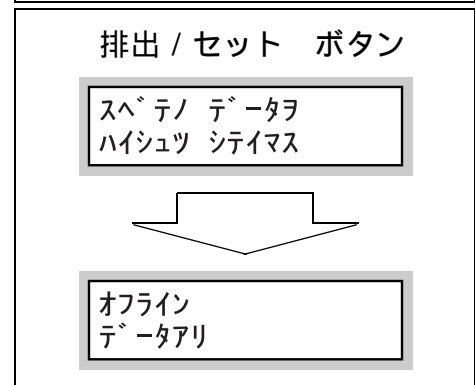 排出 / セット　ボタン
スベ゛テノ　テ゛ータヲ
ハイシュツ　シテイマス
オフライン
テ゛ータアリ